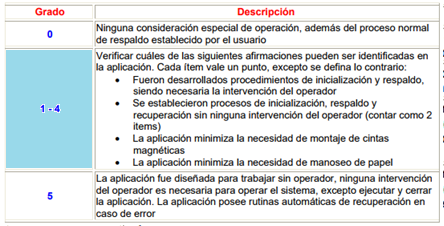 Grado Descripción
0
Ninguna consideración especial de operación, además del proceso normal
de respaldo establecido por el usuario
1 - 4
Verificar cuáles de las siguientes afirmaciones pueden ser identificadas en
la aplicación. Cada ítem vale un punto, excepto se defina lo contrario:
• Fueron desarrollados procedimientos de inicialización y respaldo,
siendo necesaria la intervención del operador
• Se establecieron procesos de inicialización, respaldo y
recuperación sin ninguna intervención del operador (contar como 2
items)
• La aplicación minimiza la necesidad de montaje de cintas
magnéticas
• La aplicación minimiza la necesidad de manoseo de papel
5
La aplicación fue diseñada para trabajar sin operador, ninguna intervención
del operador es necesaria para operar el sistema, excepto ejecutar y cerrar
la aplicación. La aplicación posee rutinas automáticas de recuperación en
caso de error